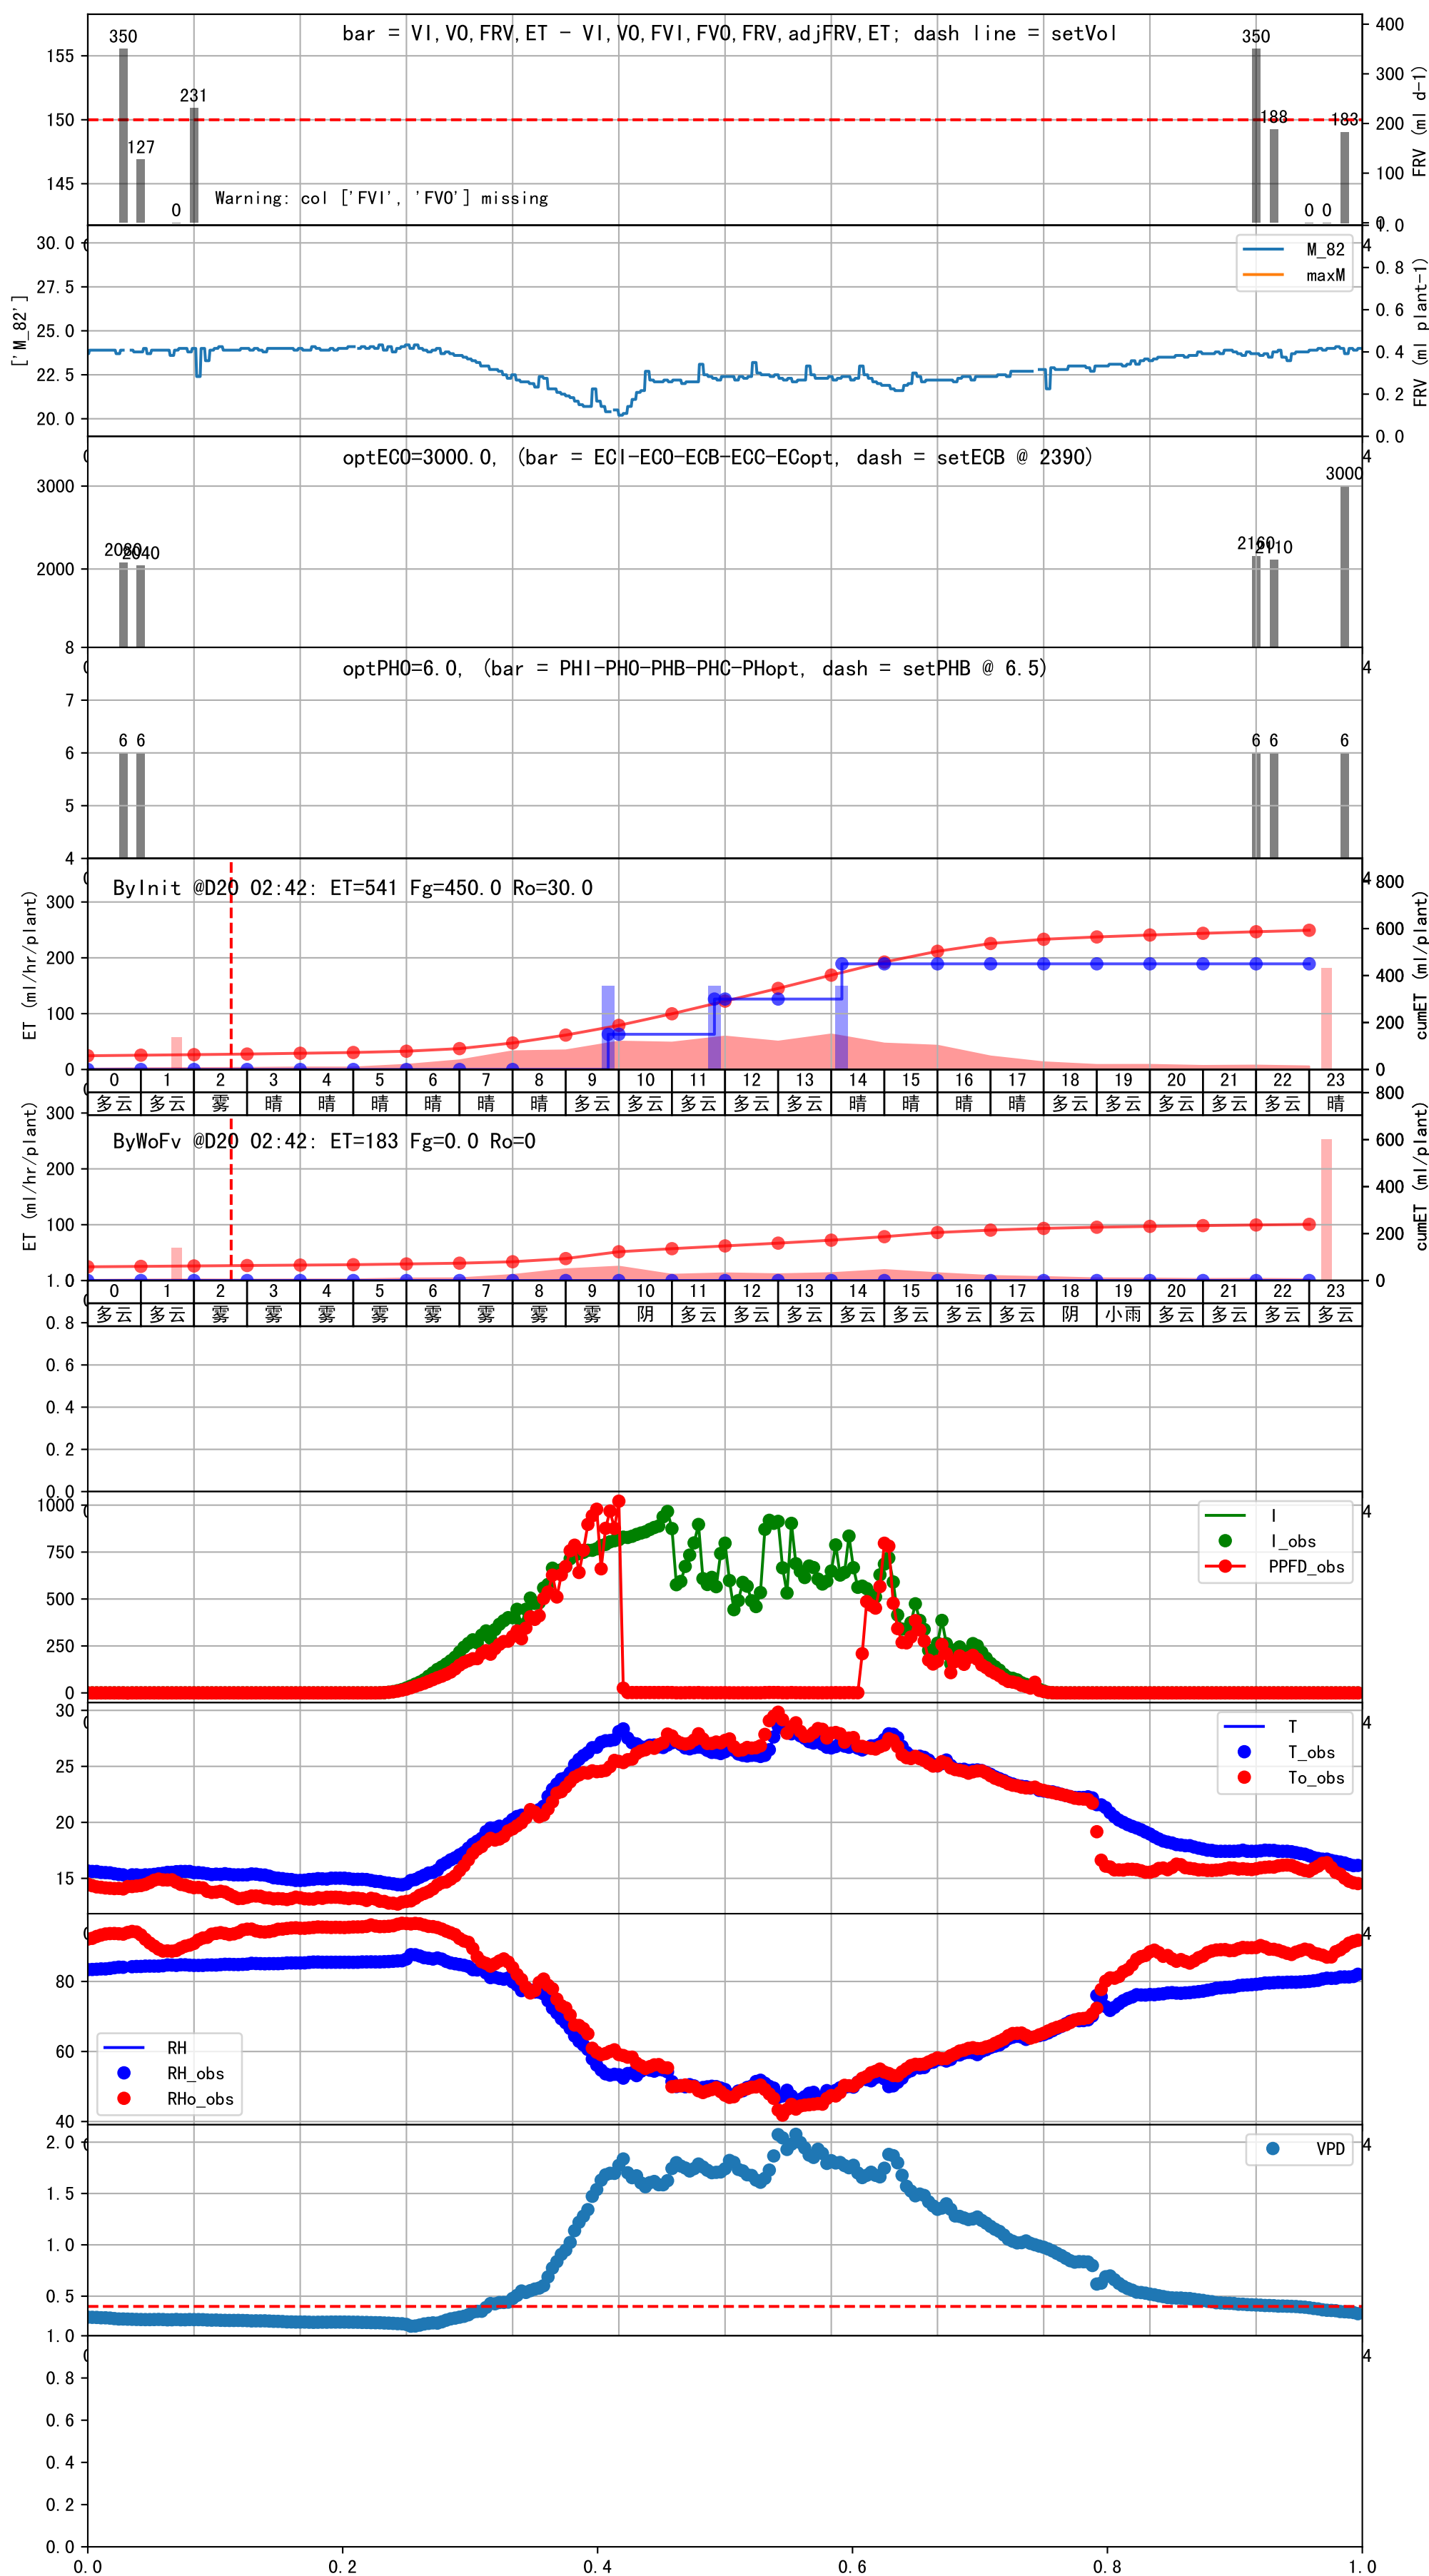 bar = VI,VO,FRV,ET - VI,VO,FVI,FVO,FRV,adjFRV,ET; dash line = setVol
350
127
0
231
350
188
0 0
183
Warning: col ['FVI', 'FVO'] missing
155
150
145
400
300
200
100
0
FRV (ml d-1)
['M_82']
30.0
27.5
25.0
22.5
20.0
M_82
maxM
1.0
0.8
0.6
0.4
0.2
0.0
FRV (ml plant-1)
optECO=3000.0, (bar = ECI-ECO-ECB-ECC-ECopt, dash = setECB @ 2390)
3000
2000
2040
2160
2110
3000
optPHO=6.0, (bar = PHI-PHO-PHB-PHC-PHopt, dash = setPHB @ 6.5)
8
7
6
5
4
6 6
6 6
6
ByInit @D20 02:42: ET=541 Fg=450.0 Ro=30.0
ET (ml/hr/plant)
300
200
100
0
800
600
400
200
0
cumET (ml/plant)
0 1 2 3 4 5 6 7 8 9 10 11 12 13 14 15 16 17 18 19 20 21 22 23
多云 多云 雾 晴 晴 晴 晴 晴 晴 多云 多云 多云 多云 多云 晴 晴 晴 晴 多云 多云 多云 多云 多云 晴
ByWoFv @D20 02:42: ET=183 Fg=0.0 Ro=0
ET (ml/hr/plant)
300
200
100
800
600
400
200
0
cumET (ml/plant)
0 1 2 3 4 5 6 7 8 9 10 11 12 13 14 15 16 17 18 19 20 21 22 23
多云 多云 雾 雾 雾 雾 雾 雾 雾 雾 阴 多云 多云 多云 多云 多云 多云 多云 阴 小雨 多云 多云 多云 多云
1.0
0.8
0.6
0.4
0.2
0.0
1000
750
500
250
0
I
I_obs
PPFD_obs
30
25
20
15
T
T_obs
To_obs
80
60
40
RH
RH_obs
RHo_obs
2.0
1.5
1.0
0.5
VPD
1.0
0.8
0.6
0.4
0.2
0.0
0.0 0.2 0.4 0.6 0.8 1.0